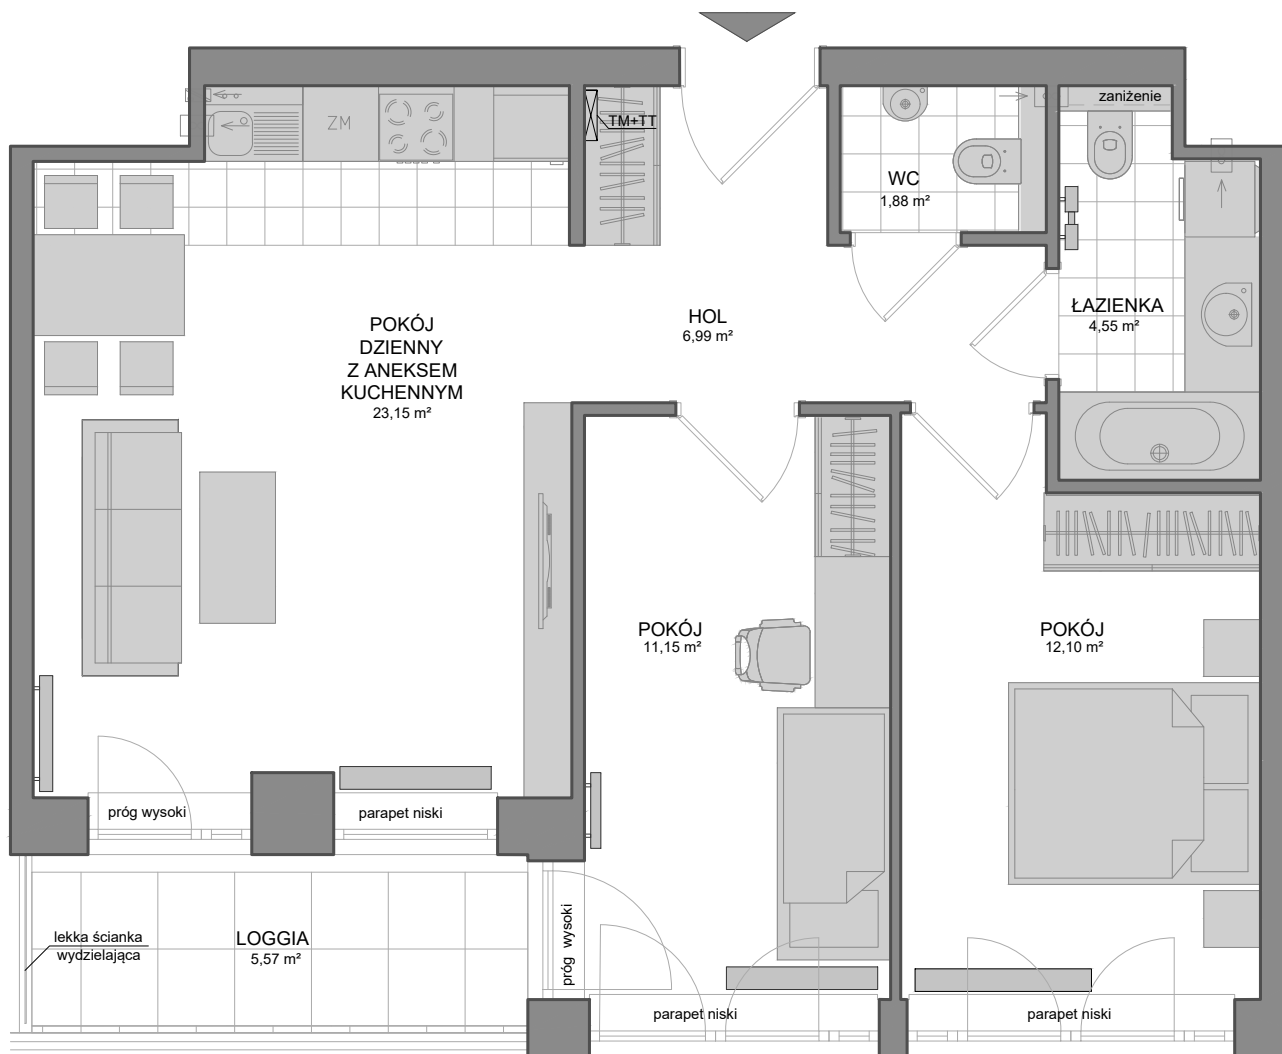 ZM
TM+TT
WC
1,88 m²
zaniżenie
ŁAZIENKA
4,55 m²
HOL
6,99 m²
POKÓJ
DZIENNY
Z ANEKSEM
KUCHENNYM
23,15 m²
POKÓJ
11,15 m²
POKÓJ
12,10 m²
próg wysoki
parapet niski
lekka ścianka
wydzielająca
LOGGIA
5,57 m²
próg wysoki
parapet niski
parapet niski